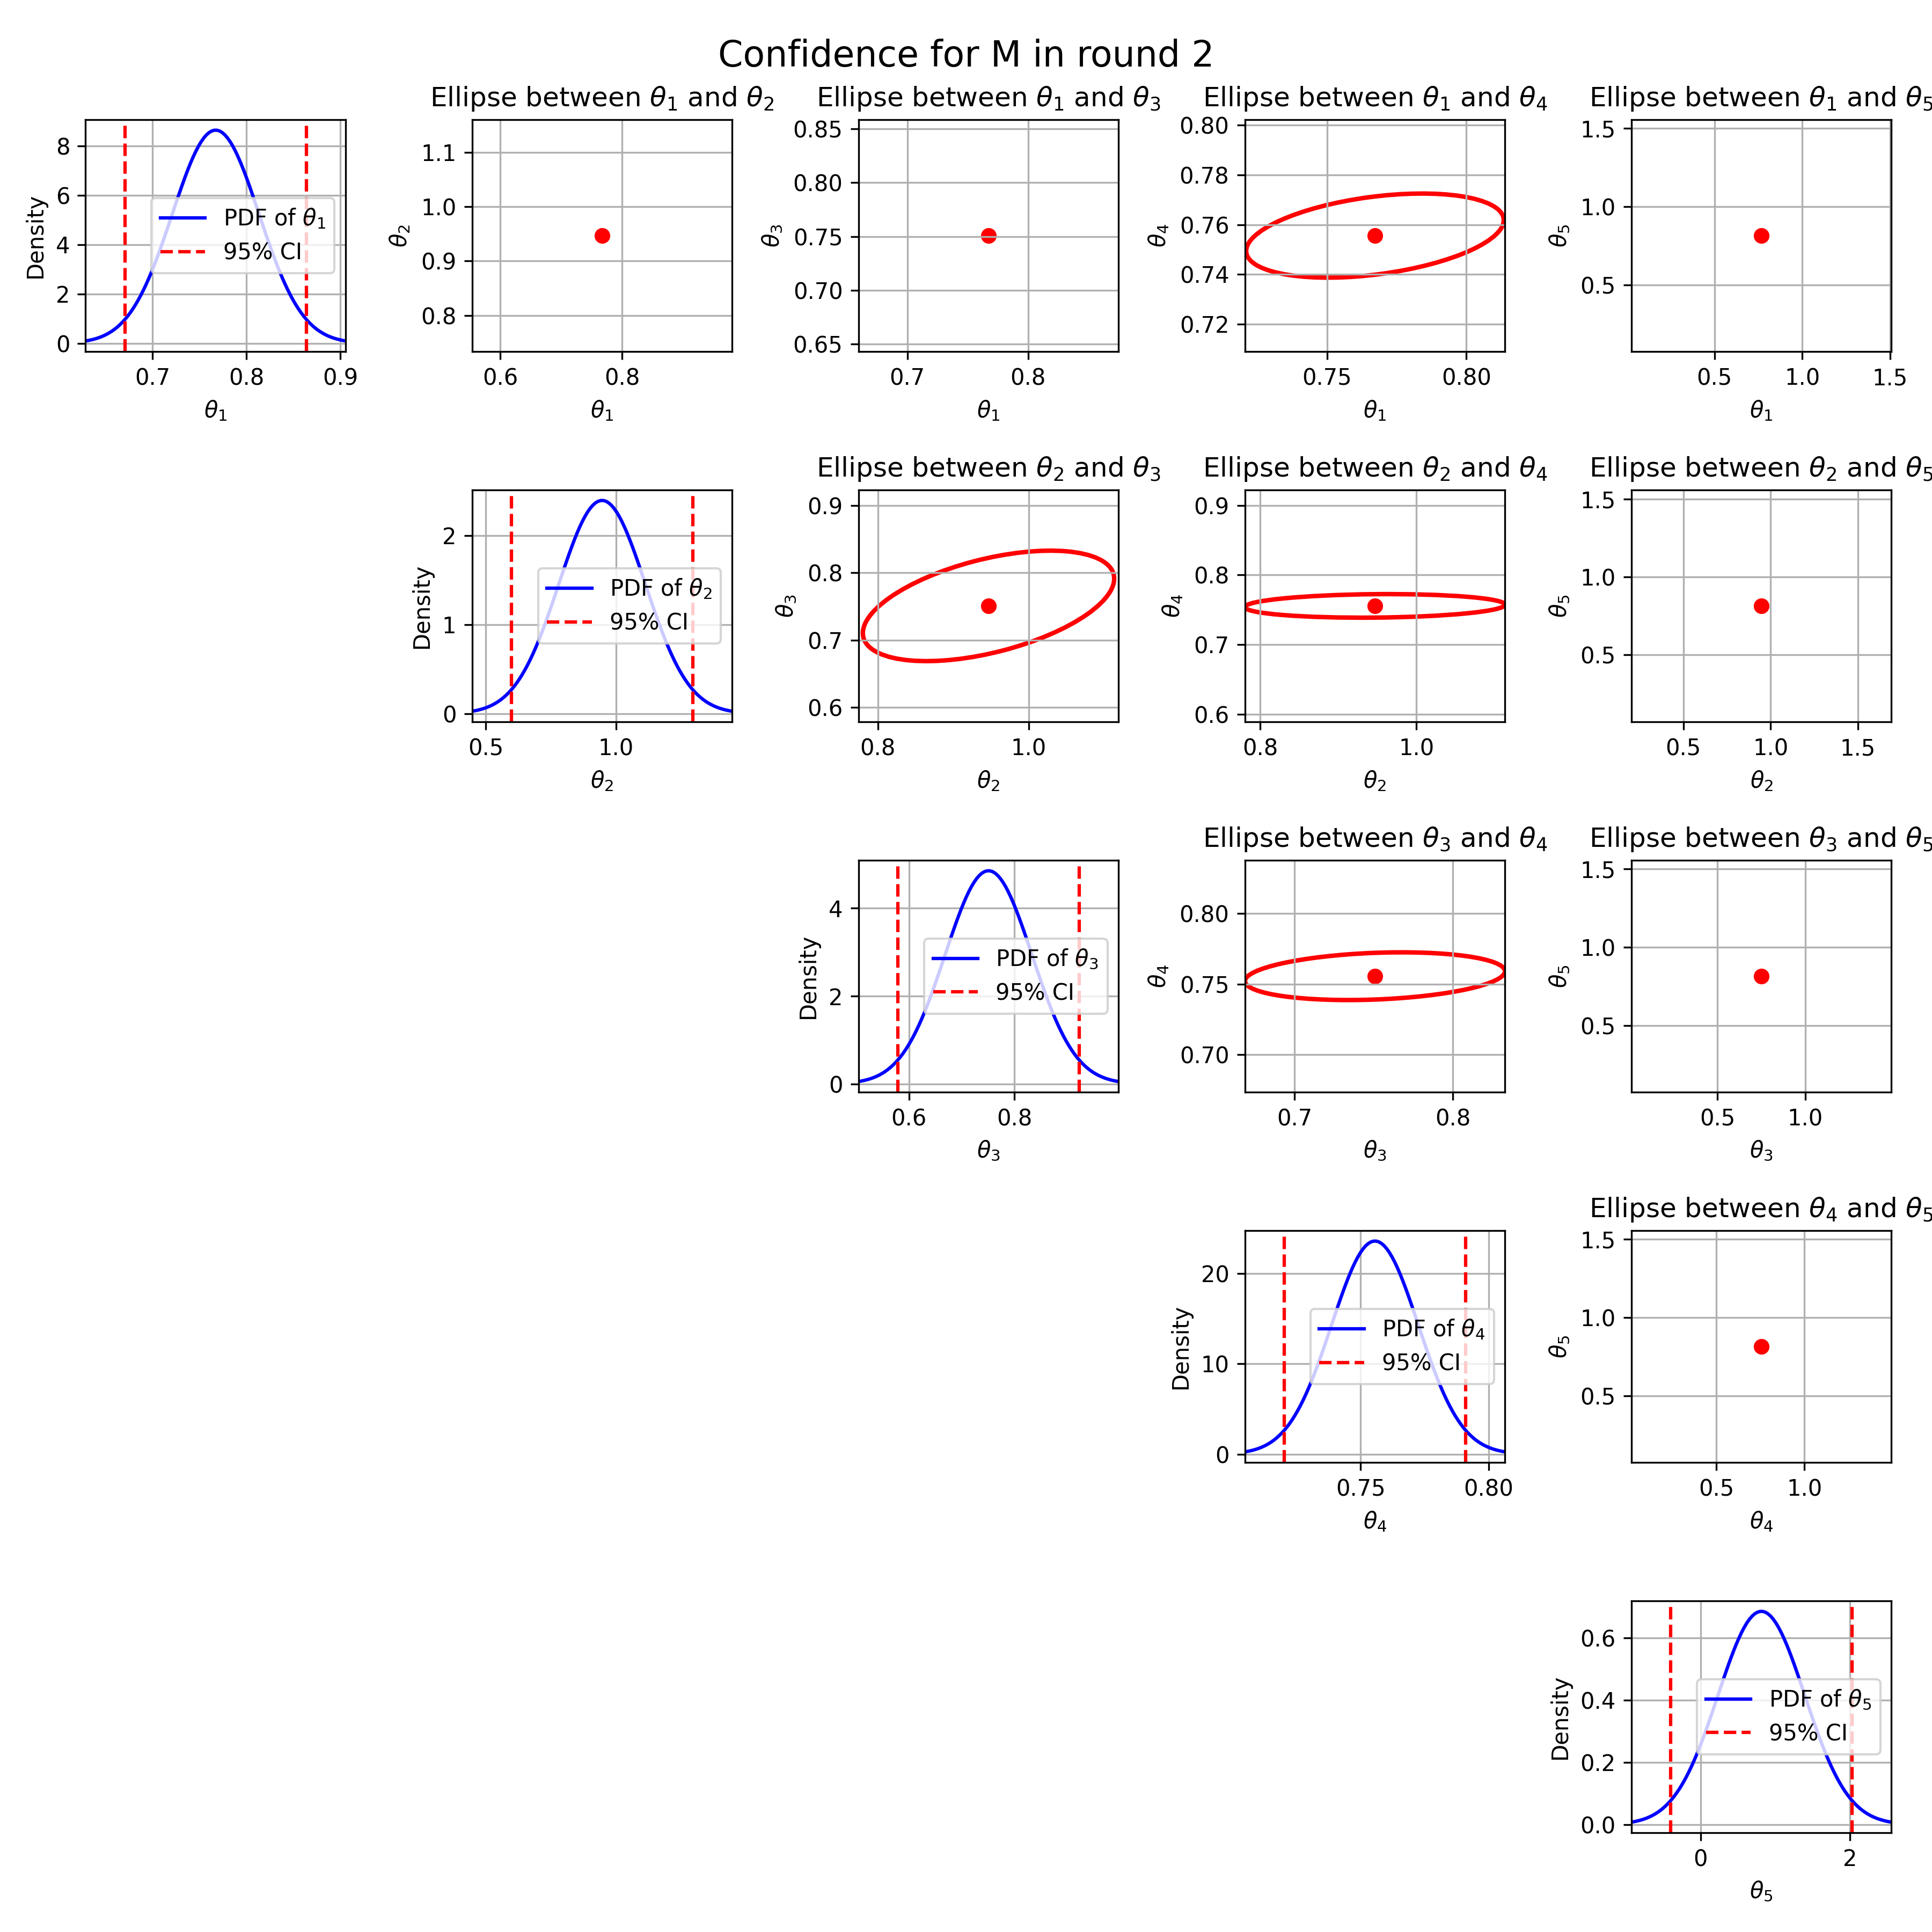 Confidence for M in round 2
Ellipse between θ₁ and θ₂
Ellipse between θ₁ and θ₃
Ellipse between θ₁ and θ₄
Ellipse between θ₁ and θ₅
Density
8
6
4
2
0
PDF of θ₁
95% CI
0.7 0.8 0.9
θ₁
θ₂
1.1
1.0
0.9
0.8
0.6 0.8
θ₁
θ₃
0.85
0.80
0.75
0.70
0.65
0.7 0.8
θ₁
θ₄
0.80
0.78
0.76
0.74
0.72
0.75 0.80
θ₁
θ₅
1.5
1.0
0.5
0.5 1.0 1.5
θ₁
Ellipse between θ₂ and θ₃
Ellipse between θ₂ and θ₄
Ellipse between θ₂ and θ₅
Density
2
1
0
PDF of θ₂
95% CI
0.5 1.0
θ₂
θ₃
0.9
0.8
0.7
0.6
0.8 1.0
θ₂
θ₄
0.9
0.8
0.7
0.6
0.8 1.0
θ₂
θ₅
1.5
1.0
0.5
0.5 1.0 1.5
θ₂
Ellipse between θ₃ and θ₄
Ellipse between θ₃ and θ₅
Density
4
2
0
PDF of θ₃
95% CI
0.6 0.8
θ₃
θ₄
0.80
0.75
0.70
0.7 0.8
θ₃
θ₅
1.5
1.0
0.5
0.5 1.0
θ₃
Ellipse between θ₄ and θ₅
Density
20
10
0
PDF of θ₄
95% CI
0.75 0.80
θ₄
θ₅
1.5
1.0
0.5
0.5 1.0
θ₄
Density
0.6
0.4
0.2
0.0
PDF of θ₅
95% CI
0 2
θ₅